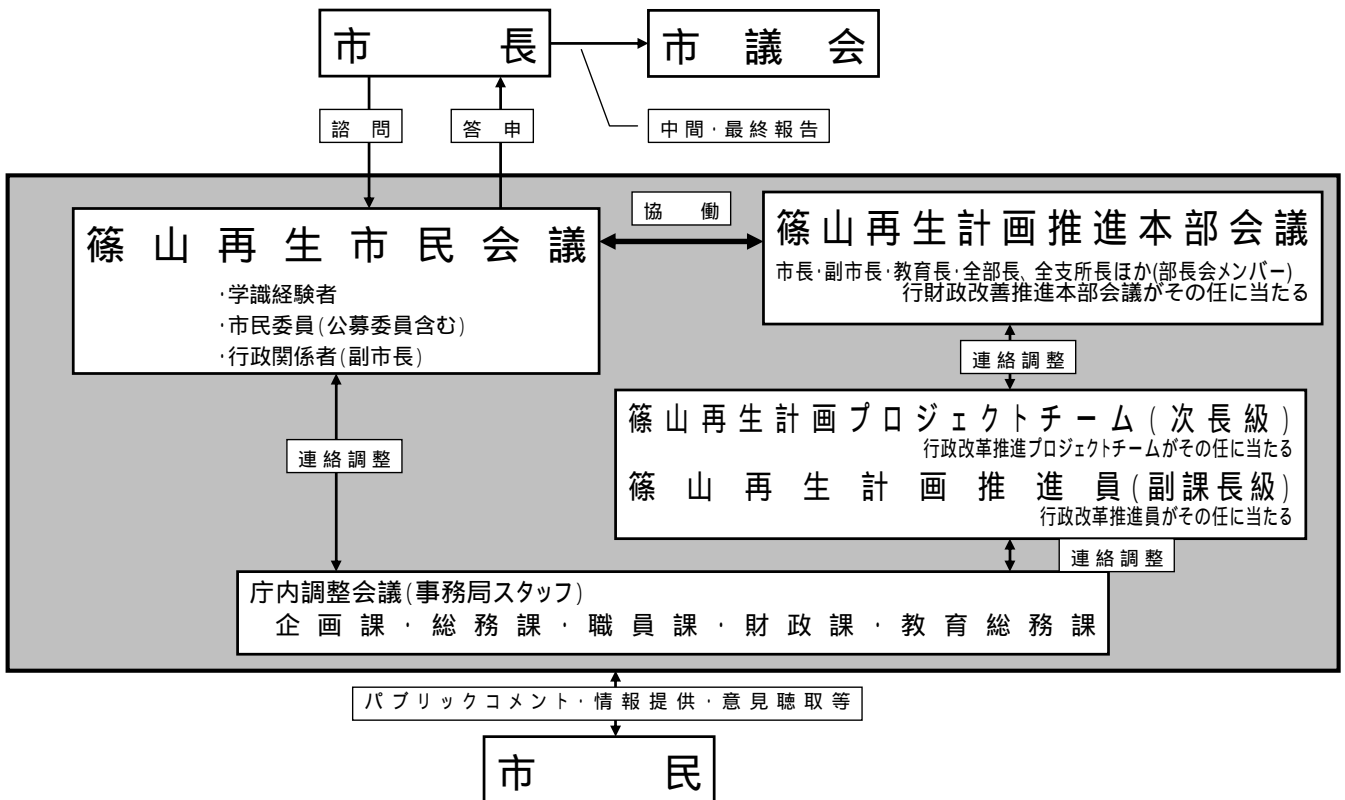 市長
市議会
諮問
答申
中間・最終報告
協働
篠山再生市民会議
・学識経験者
・市民委員(公募委員含む)
・行政関係者(副市長)
篠山再生計画推進本部会議
市長・副市長・教育長・全部長、全支所長ほか(部長会メンバー)
行財政改善推進本部会議がその任に当たる
連絡調整
篠山再生計画プロジェクトチーム(次長級)
行政改革推進プロジェクトチームがその任に当たる
篠山再生計画推進員(副課長級)
行政改革推進員がその任に当たる
連絡調整
連絡調整
庁内調整会議(事務局スタッフ)
企画課・総務課・職員課・財政課・教育総務課
パブリックコメント・情報提供・意見聴取等
市民